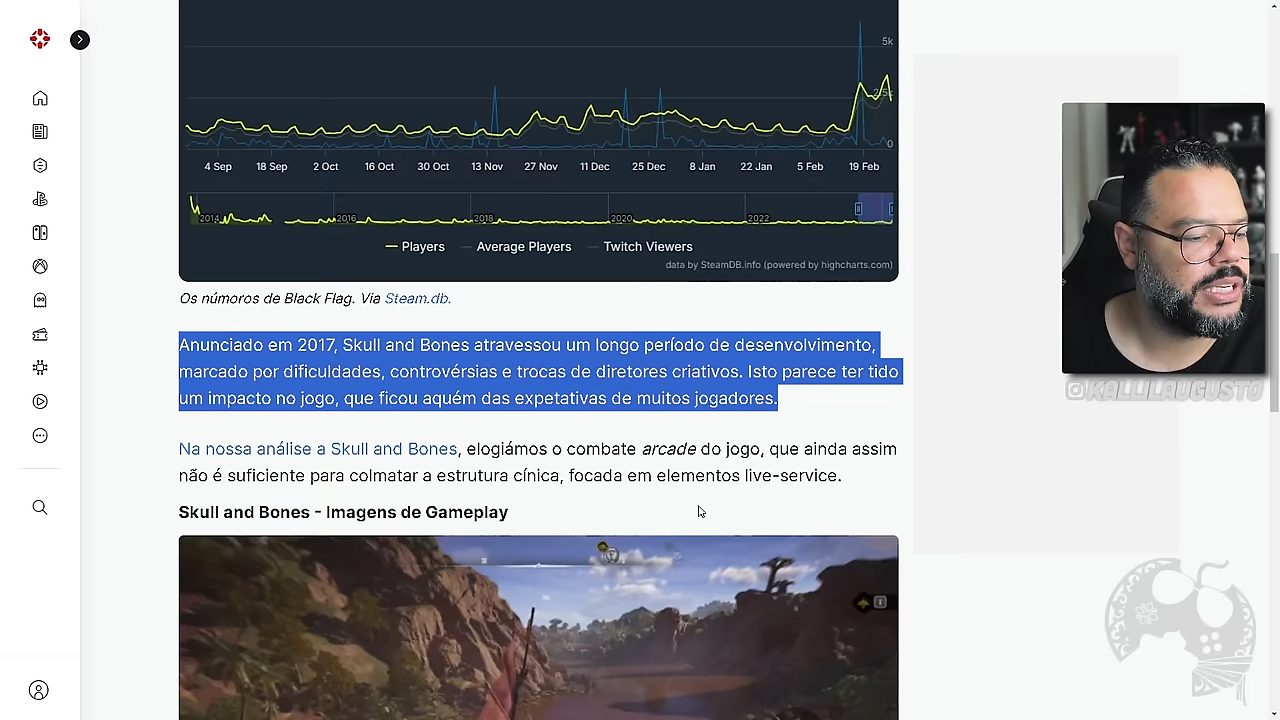 5k
2.5k
0
4 Sep 18 Sep 2 Oct 16 Oct 30 Oct 13 Nov 27 Nov 11 Dec 25 Dec 8 Jan 22 Jan 5 Feb 19 Feb
2014 2016 2018 2020 2022
Players Average Players Twitch Viewers
data by SteamDB.info (powered by highcharts.com)
Os númoros de Black Flag. Via Steam.db.
Anunciado em 2017, Skull and Bones atravessou um longo período de desenvolvimento,
marcado por dificuldades, controvérsias e trocas de diretores criativos. Isto parece ter tido
um impacto no jogo, que ficou aquém das expetativas de muitos jogadores.
Na nossa análise a Skull and Bones, elogiámos o combate arcade do jogo, que ainda assim
não é suficiente para colmatar a estrutura cínica, focada em elementos live-service.
Skull and Bones - Imagens de Gameplay
@KALLILAUGUSTO